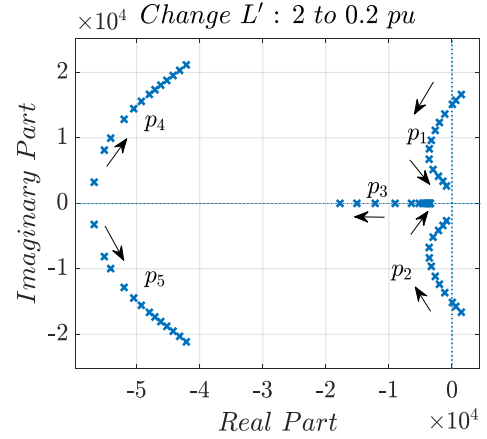 ×10⁴ Change L′ : 2 to 0.2 pu
2
1
0
-1
-2
Imaginary Part
p₄
p₁
p₃
p₂
p₅
-5 -4 -3 -2 -1 0
Real Part ×10⁴